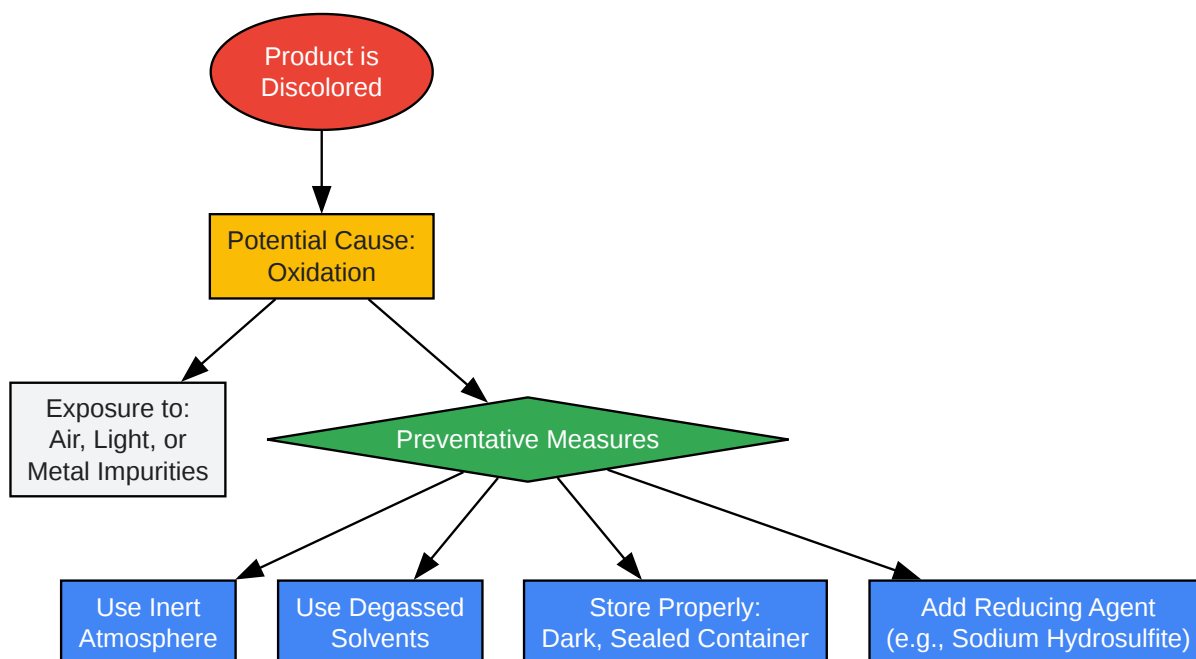 Product is
Discolored
Potential Cause:
Oxidation
Exposure to:
Air, Light, or
Metal Impurities
Preventative Measures
Use Inert
Atmosphere
Use Degassed
Solvents
Store Properly:
Dark, Sealed Container
Add Reducing Agent
(e.g., Sodium Hydrosulfite)